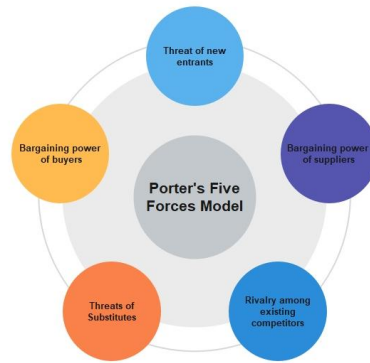 Threat of new
entrants
Bargaining power
of buyers
Bargaining power
of suppliers
Porter's Five
Forces Model
Threats of
Substitutes
Rivalry among
existing
competitors